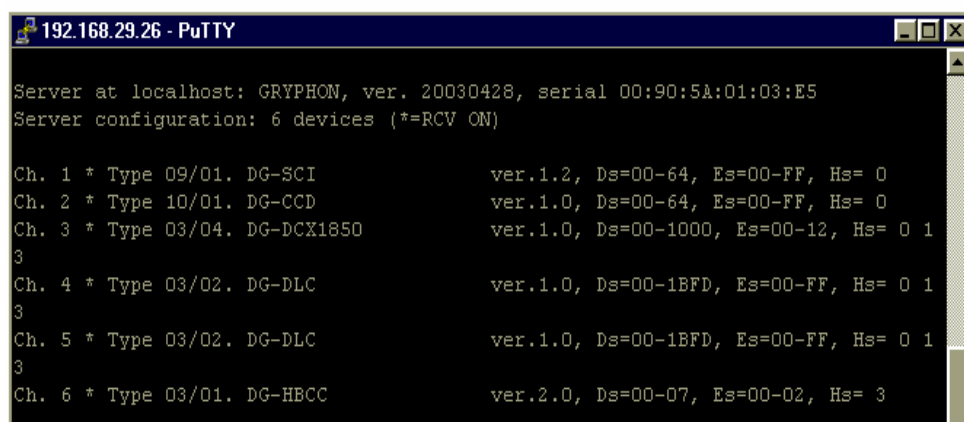 192.168.29.26 - PuTTY
Server at localhost: GRYPHON, ver. 20030428, serial 00:90:5A:01:03:E5
Server configuration: 6 devices (*=RCV ON)
Ch. 1 * Type 09/01. DG-SCI ver.1.2, Ds=00-64, Es=00-FF, Hs= 0
Ch. 2 * Type 10/01. DG-CCD ver.1.0, Ds=00-64, Es=00-FF, Hs= 0
Ch. 3 * Type 03/04. DG-DCX1850 ver.1.0, Ds=00-1000, Es=00-12, Hs= 0 1
3
Ch. 4 * Type 03/02. DG-DLC ver.1.0, Ds=00-1BFD, Es=00-FF, Hs= 0 1
3
Ch. 5 * Type 03/02. DG-DLC ver.1.0, Ds=00-1BFD, Es=00-FF, Hs= 0 1
3
Ch. 6 * Type 03/01. DG-HBCC ver.2.0, Ds=00-07, Es=00-02, Hs= 3